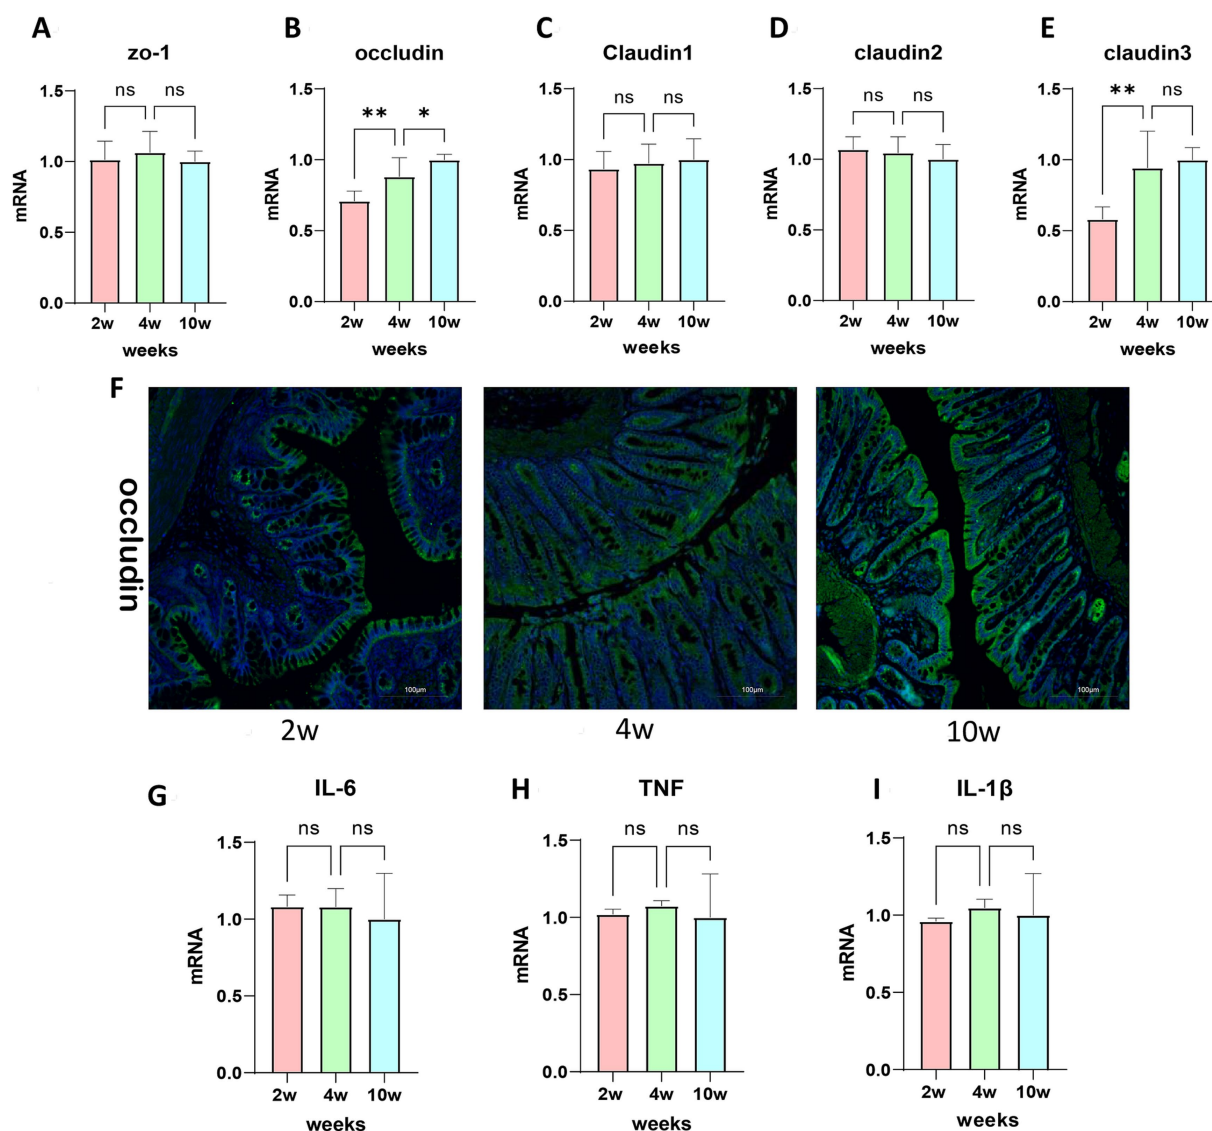 A
zo-1
1.5
1.0
0.5
0.0
mRNA
ns ns
2w 4w 10w
weeks
B
occludin
1.5
1.0
0.5
0.0
mRNA
** *
2w 4w 10w
weeks
C
Claudin1
1.5
1.0
0.5
0.0
mRNA
ns ns
2w 4w 10w
weeks
D
claudin2
1.5
1.0
0.5
0.0
mRNA
ns ns
2w 4w 10w
weeks
E
claudin3
1.5
1.0
0.5
0.0
mRNA
** ns
2w 4w 10w
weeks
F
occludin
100μm
100μm
100μm
2w
4w
10w
G
IL-6
1.5
1.0
0.5
0.0
mRNA
ns ns
2w 4w 10w
weeks
H
TNF
1.5
1.0
0.5
0.0
mRNA
ns ns
2w 4w 10w
weeks
I
IL-1β
1.5
1.0
0.5
0.0
mRNA
ns ns
2w 4w 10w
weeks